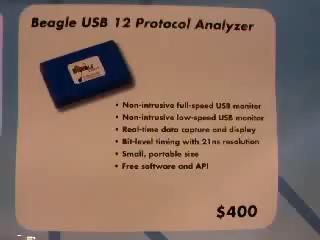 Beagle USB 12 Protocol Analyzer
• Non-intrusive full-speed USB monitor
• Non-intrusive low-speed USB monitor
• Real-time data capture and display
• Bit-level timing with 21ns resolution
• Small, portable size
• Free software and API
$400